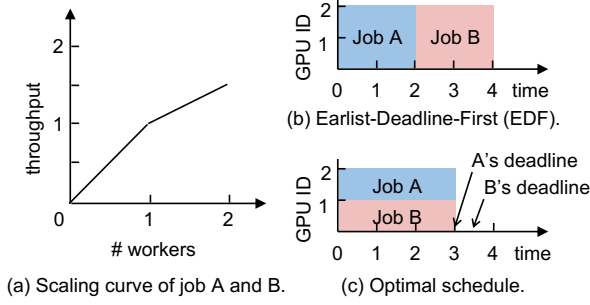 2
throughput
1
0
1
2
# workers
(a) Scaling curve of job A and B.
GPU ID
2
1
Job A
Job B
0
1
2
3
4
time
(b) Earlist-Deadline-First (EDF).
A's deadline
B's deadline
GPU ID
2
1
Job A
Job B
0
1
2
3
4
time
(c) Optimal schedule.